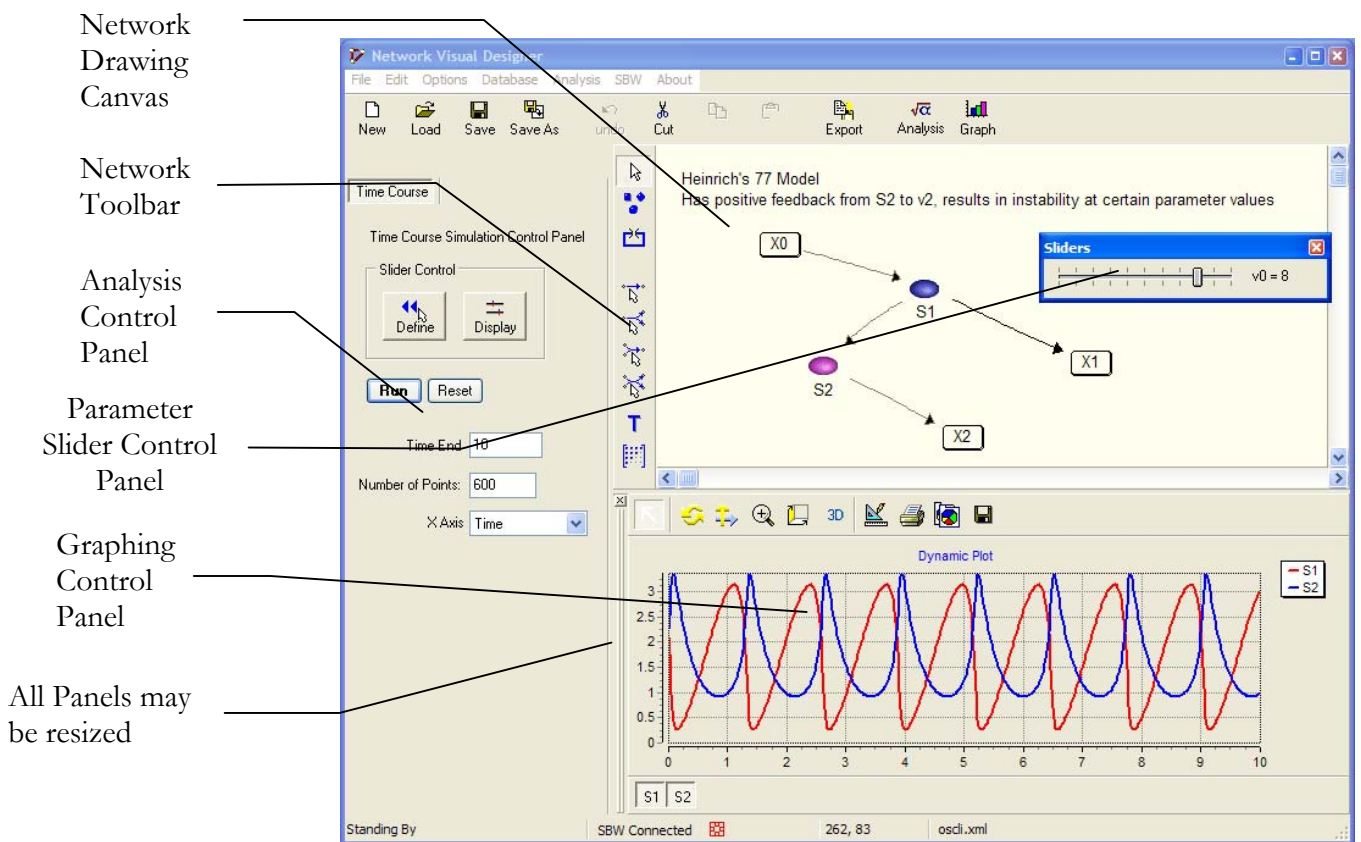 Network
Drawing
Canvas
Network
Toolbar
Analysis
Control
Panel
Parameter
Slider Control
Panel
Graphing
Control
Panel
All Panels may
be resized
Network Visual Designer
File Edit Options Database Analysis SBW About
New Load Save Save As undo Cut Export Analysis Graph
Time Course
Time Course Simulation Control Panel
Slider Control
Define Display
Run Reset
Time End 10
Number of Points: 600
X Axis Time
T
Heinrich's 77 Model
Has positive feedback from S2 to v2, results in instability at certain parameter values
X0
S1
S2
X1
X2
Sliders
v0 = 8
3D
Dynamic Plot
S1
S2
3
2.5
2
1.5
1
0.5
0
0 1 2 3 4 5 6 7 8 9 10
S1 S2
Standing By SBW Connected 262, 83 oscli.xml